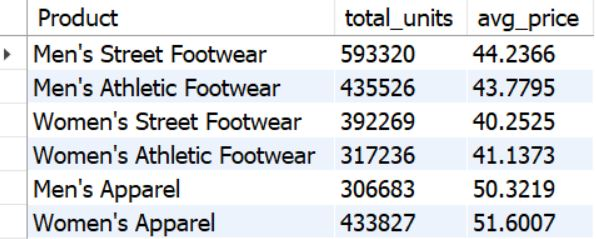 Product total_units avg_price
Men's Street Footwear 593320 44.2366
Men's Athletic Footwear 435526 43.7795
Women's Street Footwear 392269 40.2525
Women's Athletic Footwear 317236 41.1373
Men's Apparel 306683 50.3219
Women's Apparel 433827 51.6007